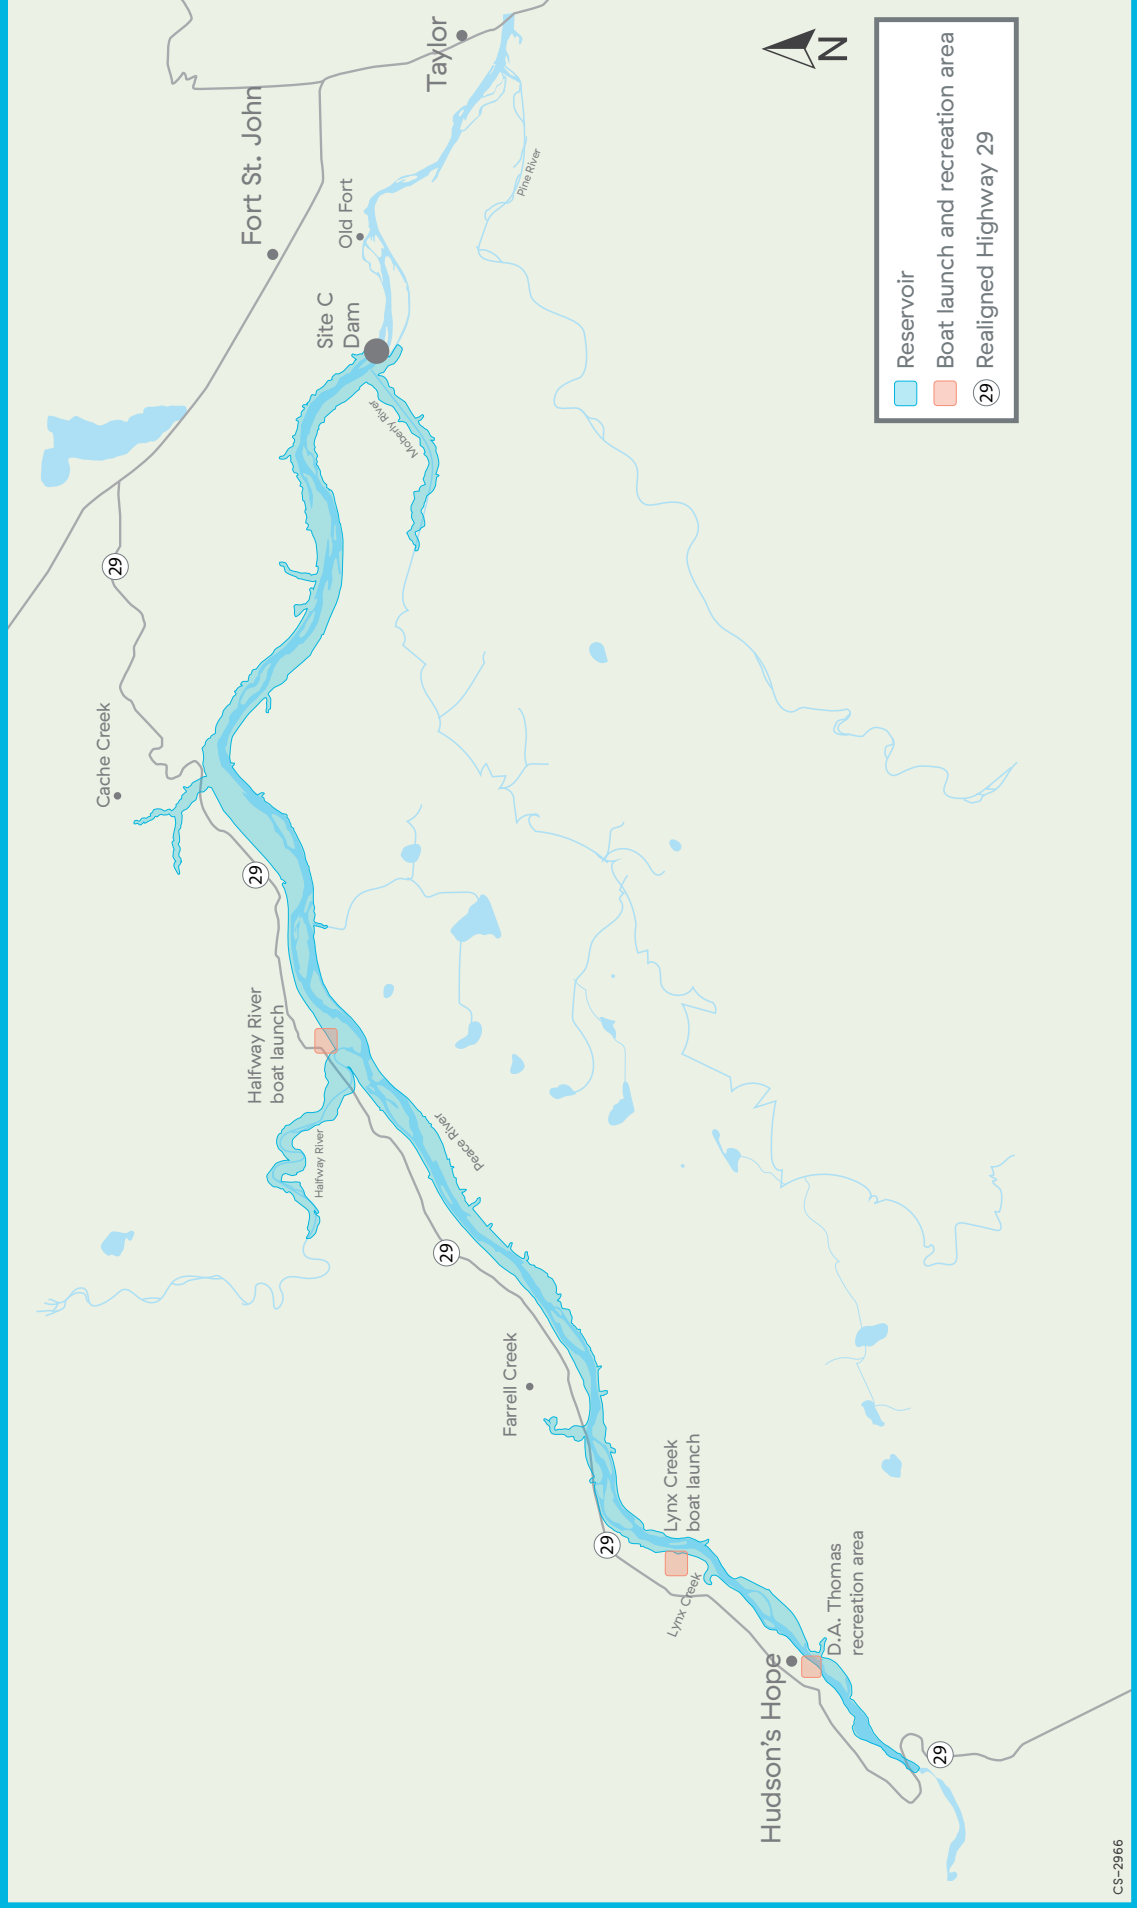 Taylor
Fort St. John
Pine River
Old Fort
Site C
Dam
Moberly River
29
Cache Creek
29
Halfway River
boat launch
Halfway River
Peace River
29
Farrell Creek
29
Lynx Creek
boat launch
Lynx Creek
D.A. Thomas
recreation area
Hudson’s Hope
29
N
Reservoir
Boat launch and recreation area
29 Realigned Highway 29
CS-2966